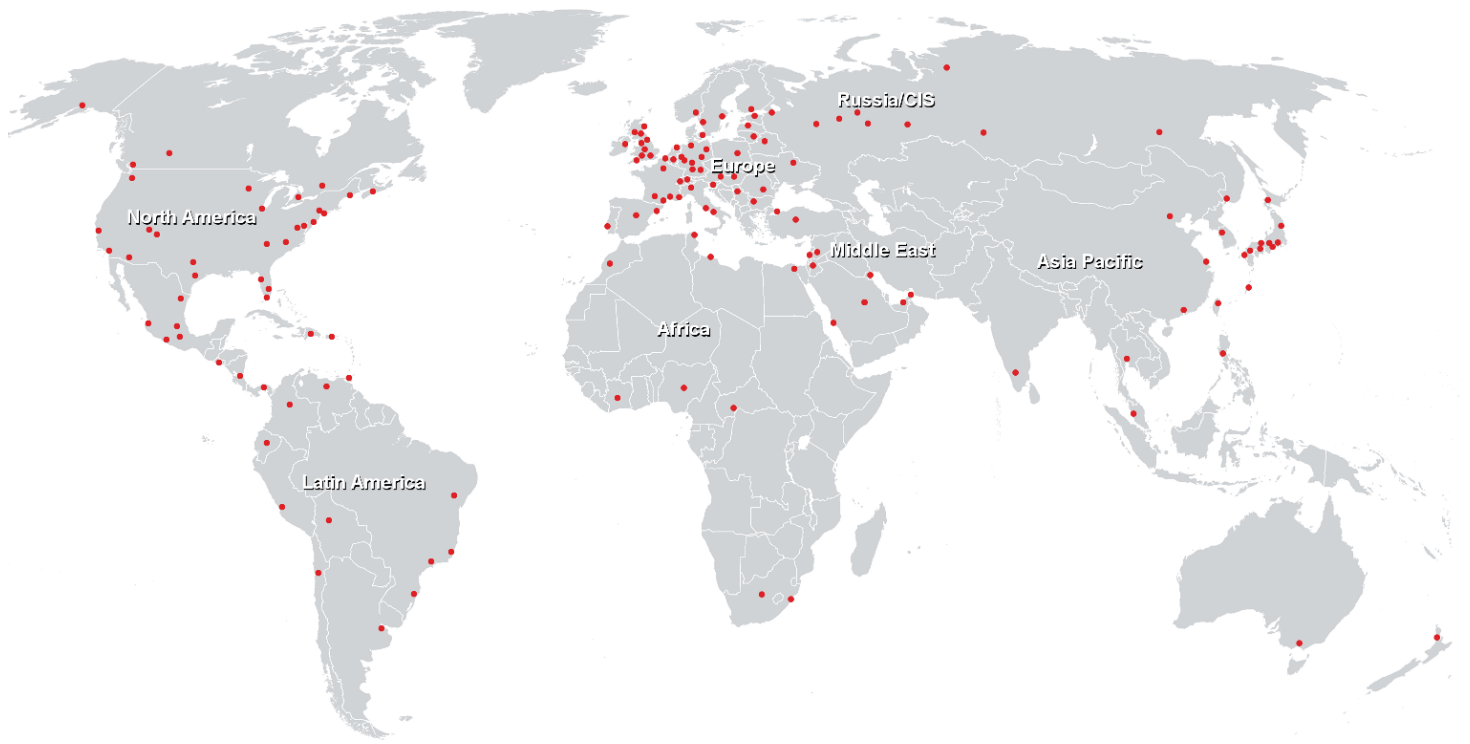 Russia/CIS
Europe
North America
Middle East
Asia Pacific
Africa
Latin America